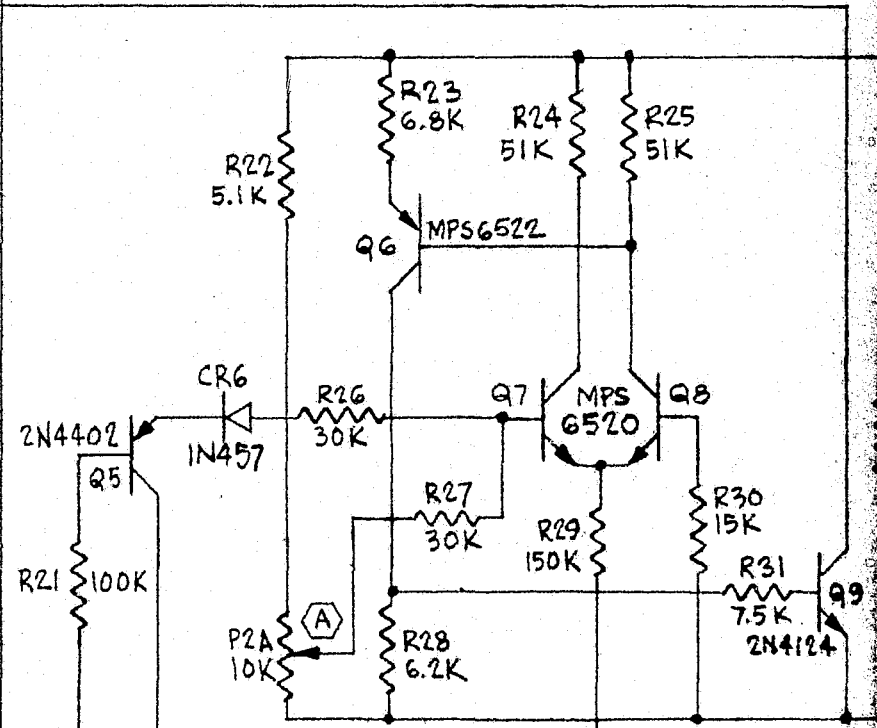 R23
6.8K
R24
51K
R25
51K
R22
5.1K
MPS6522
Q6
CR6
1N457
R26
30K
Q7
MPS
6520
Q8
2N4402
Q5
R27
30K
R29
150K
R30
15K
R21
100K
R31
7.5K
Q9
2N4124
P2A
10K
A
R28
6.2K